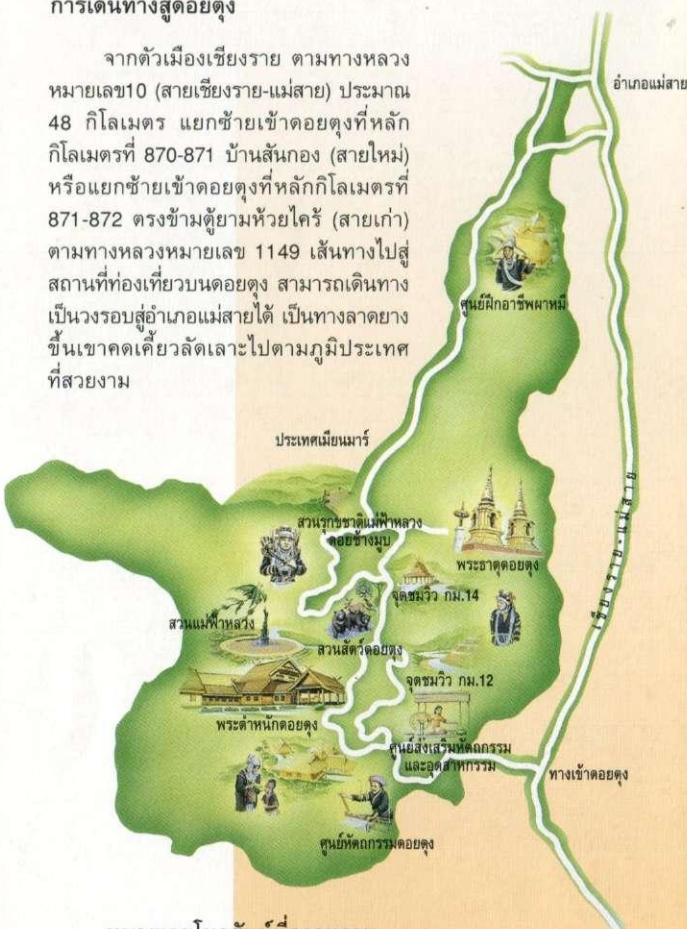 การเดินทางสู่ดอยตุง
จากตัวเมืองเชียงราย ตามทางหลวง
หมายเลข10 (สายเชียงราย-แม่สาย) ประมาณ
48 กิโลเมตร แยกซ้ายเข้าดอยตุงที่หลัก
กิโลเมตรที่ 870-871 บ้านสันกอง (สายใหม่)
หรือแยกซ้ายเข้าดอยตุงที่หลักกิโลเมตรที่
871-872 ตรงข้ามตู้ยามห้วยไคร้ (สายเก่า)
ตามทางหลวงหมายเลข 1149 เส้นทางไปสู่
สถานที่ท่องเที่ยวบนดอยตุง สามารถเดินทาง
เป็นวงรอบสู่อำเภอแม่สายได้ เป็นทางลาดยาง
ขึ้นเขาคดเคี้ยวลัดเลาะไปตามภูมิประเทศ
ที่สวยงาม
อำเภอแม่สาย
ศูนย์ฝึกอาชีพผาหมี
ประเทศเมียนมาร์
สวนรุกขชาติแม่ฟ้าหลวง
ดอยช้างมูบ
พระธาตุดอยตุง
จุดชมวิว กม.14
สวนแม่ฟ้าหลวง
สวนสัตว์ดอยตุง
จุดชมวิว กม.12
พระตำหนักดอยตุง
ศูนย์ส่งเสริมหัตถกรรม
และอุตสาหกรรม
ทางเข้าดอยตุง
ศูนย์หัตถกรรมดอยตุง
เชียงราย-แม่สาย